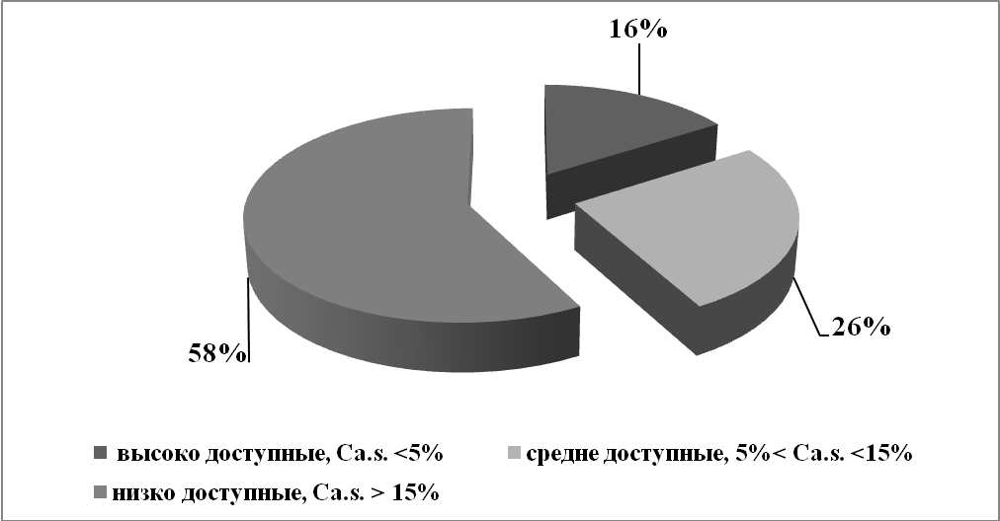 16%
26%
58%
высоко доступные, Ca.s. <5%
средне доступные, 5%< Ca.s. <15%
низко доступные, Ca.s. > 15%